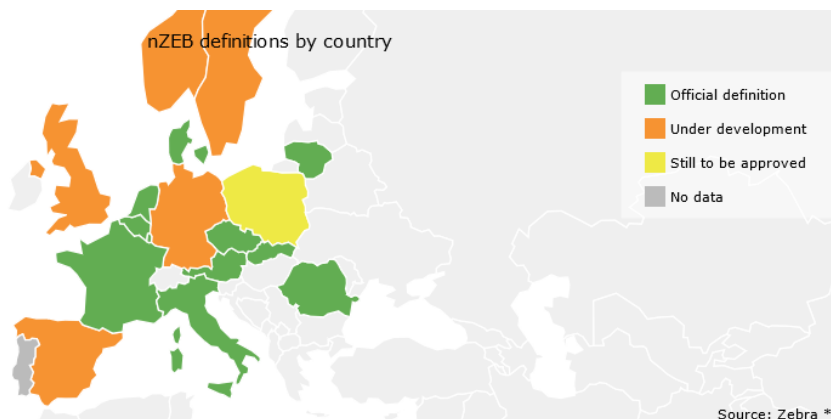 nZEB definitions by country
Official definition
Under development
Still to be approved
No data
Source: Zebra *